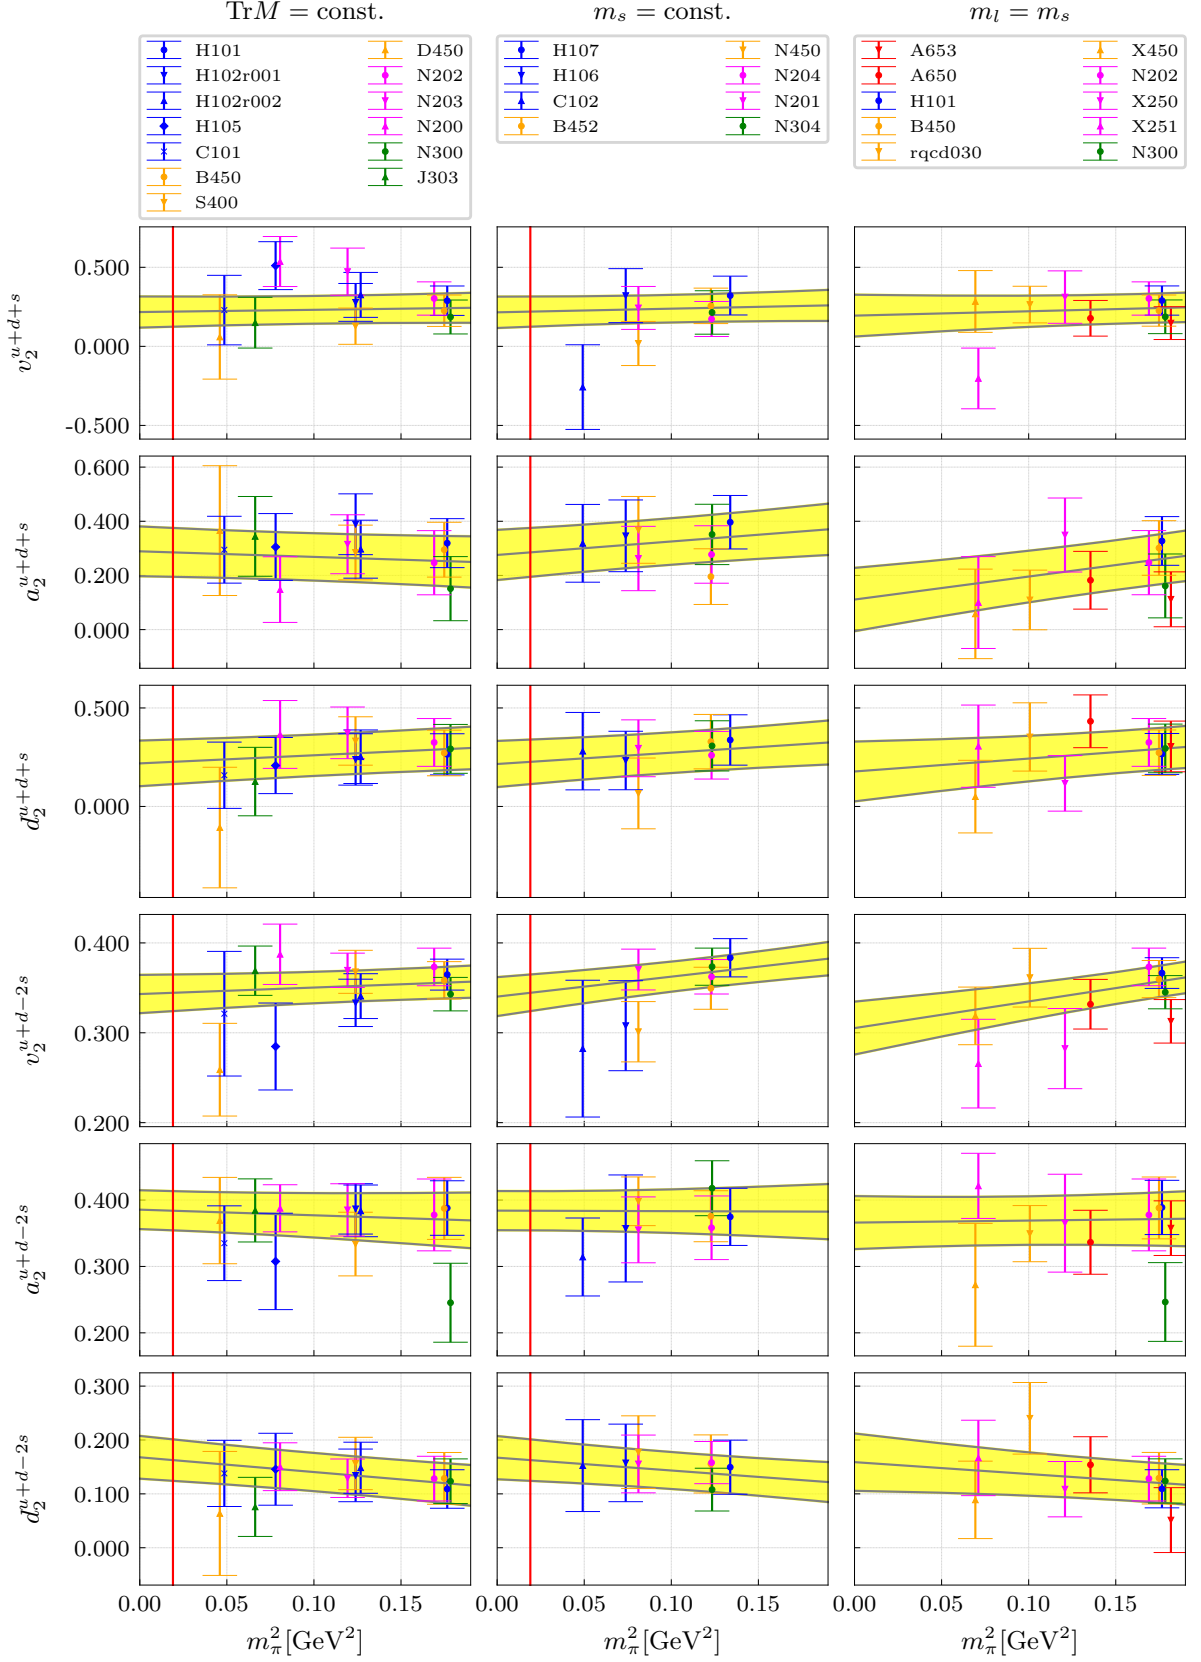 TrM = const.
m_s = const.
m_l = m_s
H101
H102r001
H102r002
H105
C101
B450
S400
D450
N202
N203
N200
N300
J303
H107
H106
C102
B452
N450
N204
N201
N304
A653
A650
H101
B450
rqcd030
X450
N202
X250
X251
N300
v_2^{u+d+s}
0.500
0.000
-0.500
a_2^{u+d+s}
0.600
0.400
0.200
0.000
d_2^{u+d+s}
0.500
0.000
v_2^{u+d-2s}
0.400
0.300
0.200
a_2^{u+d-2s}
0.400
0.300
0.200
d_2^{u+d-2s}
0.300
0.200
0.100
0.000
0.00 0.05 0.10 0.15
0.00 0.05 0.10 0.15
0.00 0.05 0.10 0.15
m_π^2[GeV^2]
m_π^2[GeV^2]
m_π^2[GeV^2]